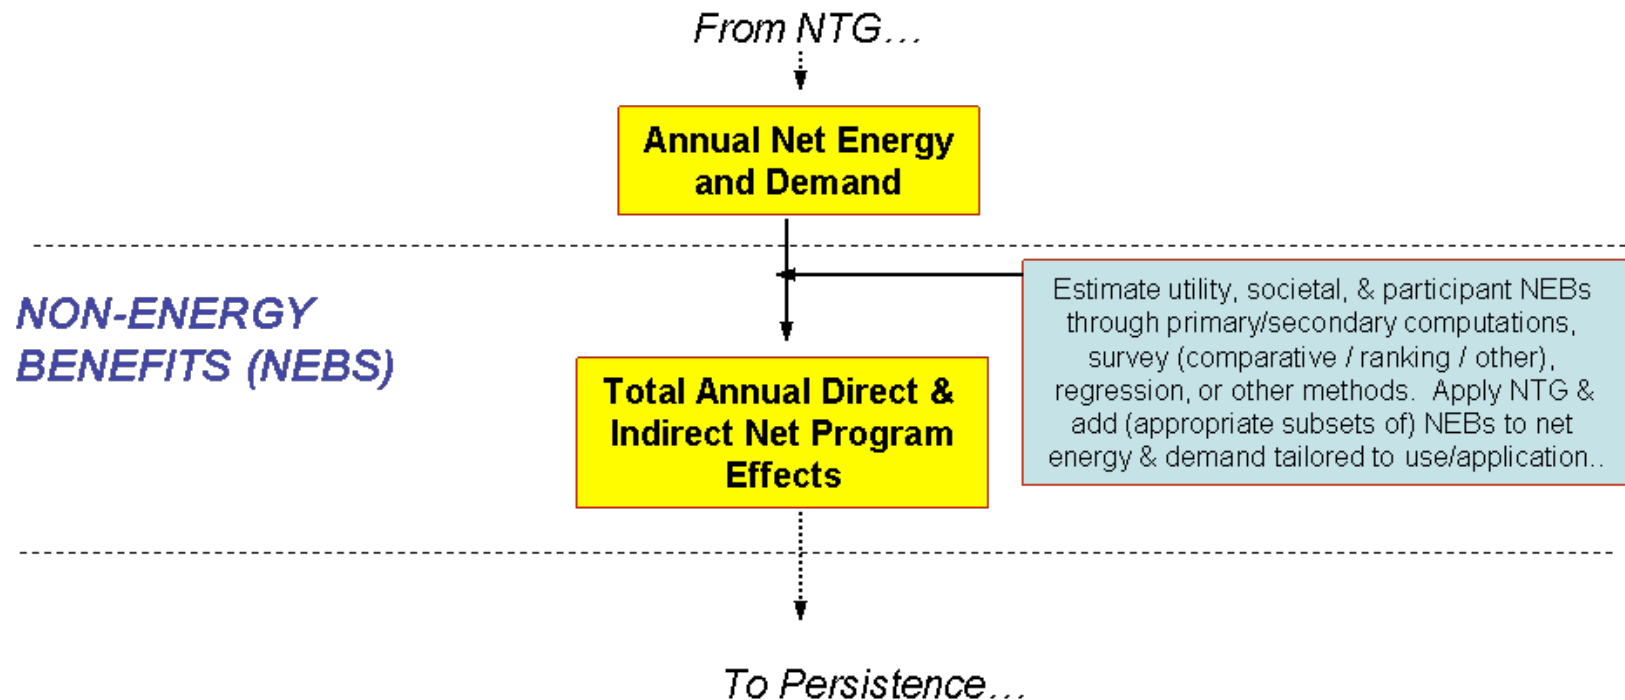 From NTG...
Annual Net Energy
and Demand
NON-ENERGY
BENEFITS (NEBS)
Estimate utility, societal, & participant NEBs
through primary/secondary computations,
survey (comparative / ranking / other),
regression, or other methods.  Apply NTG &
add (appropriate subsets of) NEBs to net
energy & demand tailored to use/application..
Total Annual Direct &
Indirect Net Program
Effects
To Persistence...